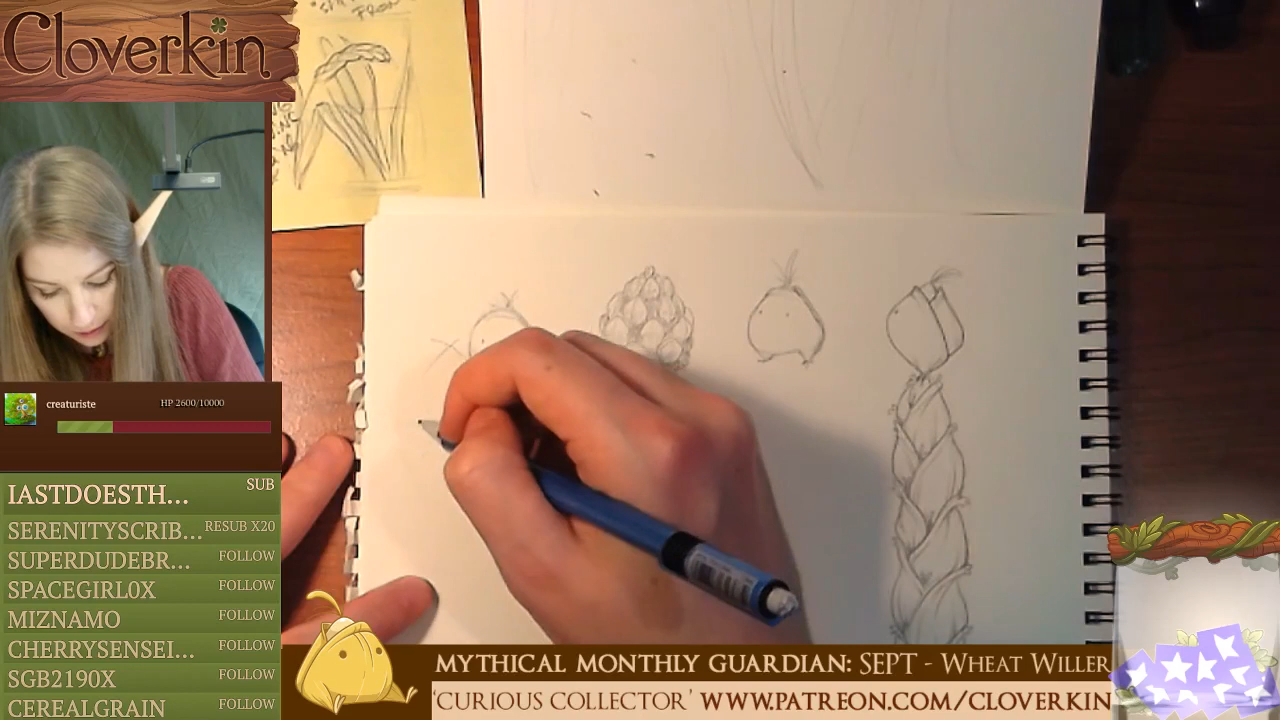 Cloverkin
creaturiste
HP 2600/10000
IASTDOESTH...
SUB
SERENITYSCRIB...
RESUB X20
SUPERDUDEBR...
FOLLOW
SPACEGIRL0X
FOLLOW
MIZNAMO
FOLLOW
CHERRYSENSEI...
FOLLOW
SGB2190X
FOLLOW
CEREALGRAIN
FOLLOW
MYTHICAL MONTHLY GUARDIAN: SEPT - WHEAT WILLER
'CURIOUS COLLECTOR' WWW.PATREON.COM/CLOVERKIN